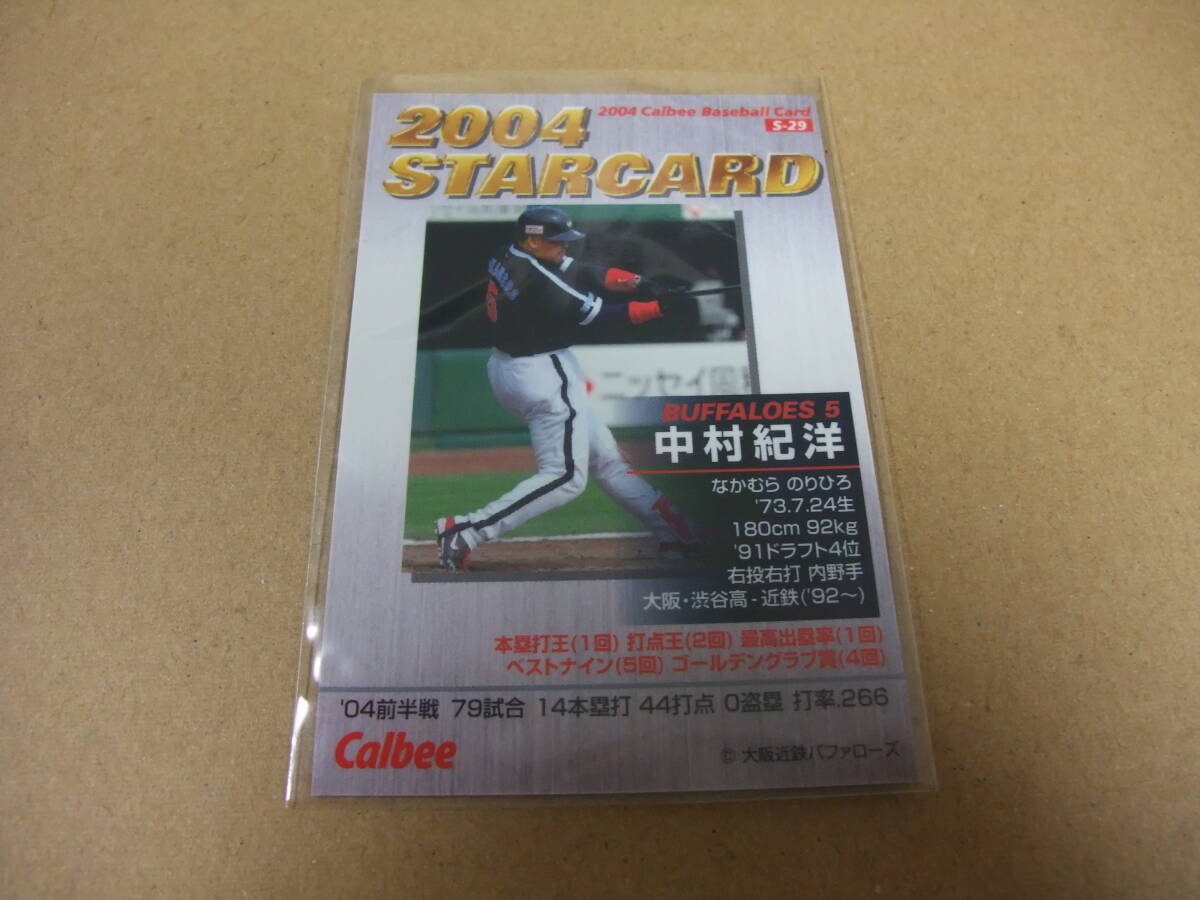 2004
2004 Calbee Baseball Card
S-29
STARCARD
5
ニッセイ
BUFFALOES 5
中村紀洋
なかむら のりひろ
'73.7.24生
180cm 92kg
'91ドラフト4位
右投右打 内野手
大阪・渋谷高-近鉄('92〜)
本塁打王(1回) 打点王(2回) 最高出塁率(1回)
ベストナイン(5回) ゴールデングラブ賞(4回)
'04前半戦 79試合 14本塁打 44打点 0盗塁 打率.266
Calbee
© 大阪近鉄バファローズ